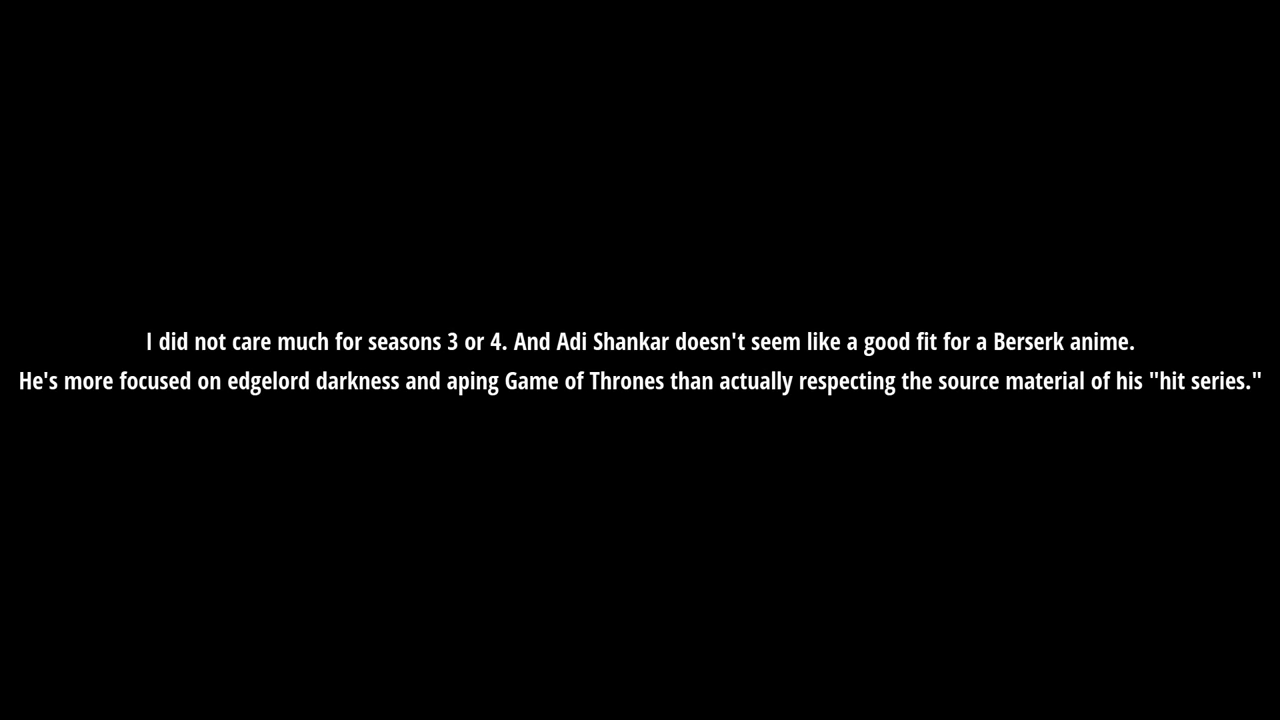 I did not care much for seasons 3 or 4. And Adi Shankar doesn't seem like a good fit for a Berserk anime.
He's more focused on edgelord darkness and aping Game of Thrones than actually respecting the source material of his "hit series."